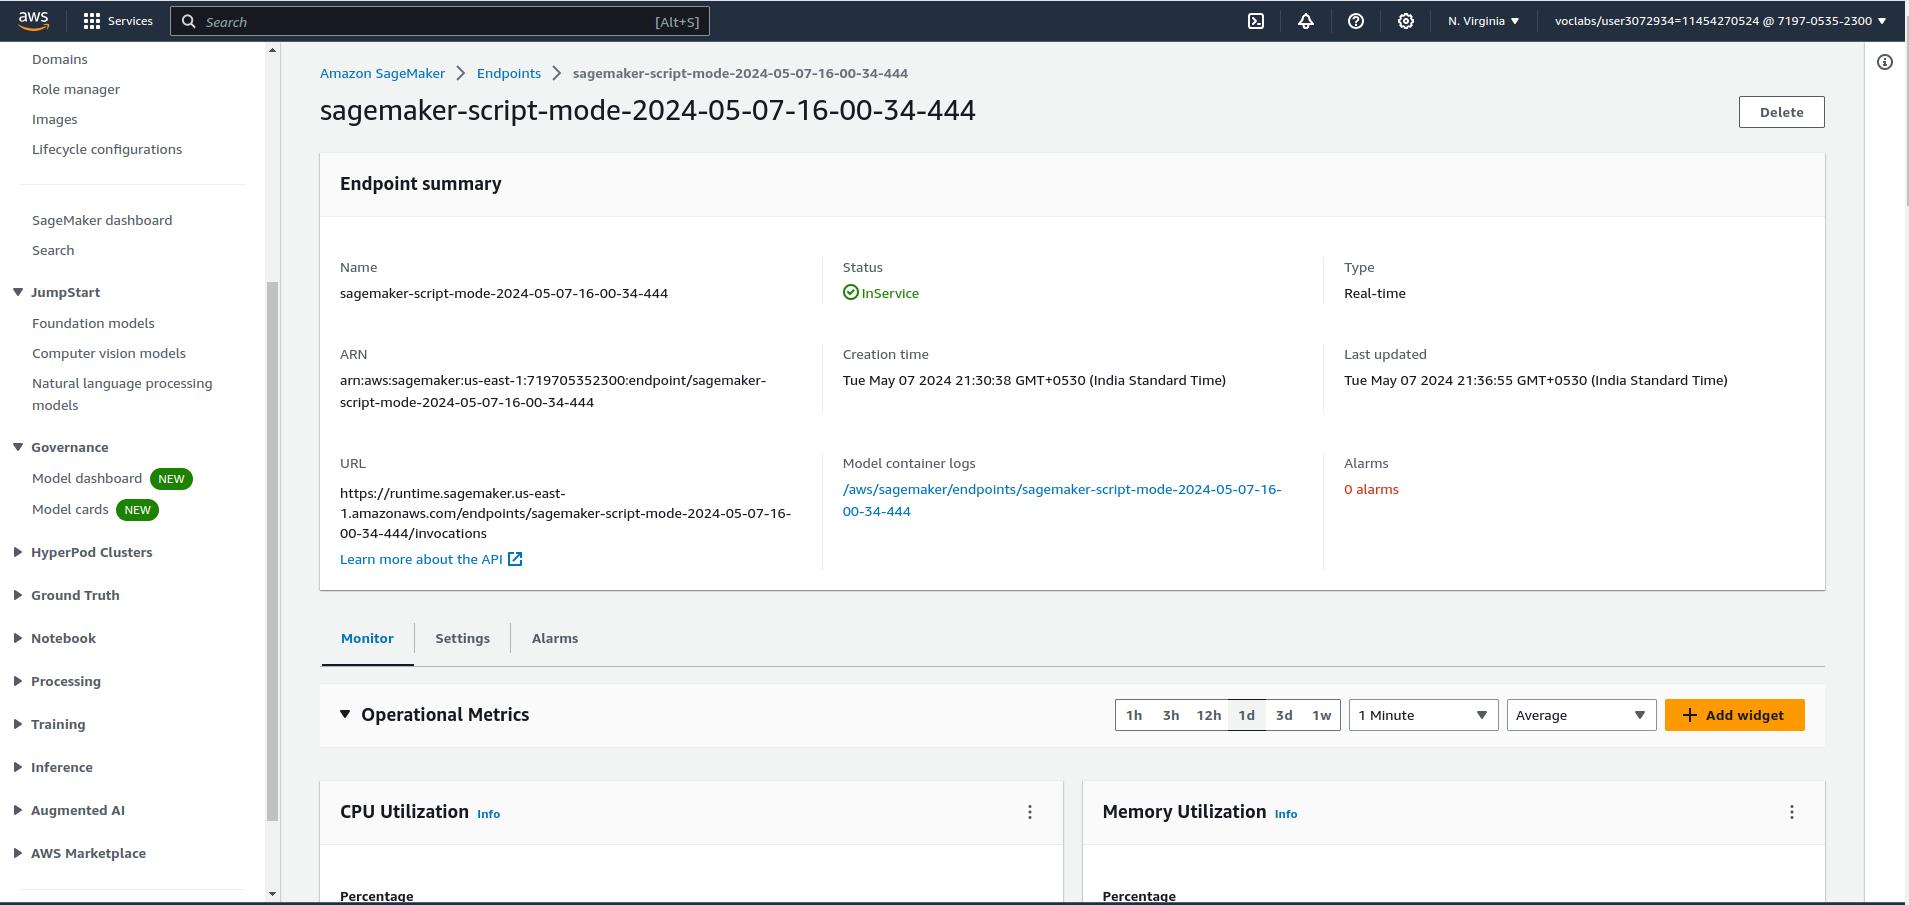 aws
Services
Search
[Alt+S]
N. Virginia
voclabs/user3072934=11454270524 @ 7197-0535-2300
Domains
Role manager
Images
Lifecycle configurations
SageMaker dashboard
Search
JumpStart
Foundation models
Computer vision models
Natural language processing
models
Governance
Model dashboard NEW
Model cards NEW
HyperPod Clusters
Ground Truth
Notebook
Processing
Training
Inference
Augmented AI
AWS Marketplace
Amazon SageMaker
Endpoints
sagemaker-script-mode-2024-05-07-16-00-34-444
sagemaker-script-mode-2024-05-07-16-00-34-444
Delete
Endpoint summary
Name
sagemaker-script-mode-2024-05-07-16-00-34-444
Status
InService
Type
Real-time
ARN
arn:aws:sagemaker:us-east-1:719705352300:endpoint/sagemaker-
script-mode-2024-05-07-16-00-34-444
Creation time
Tue May 07 2024 21:30:38 GMT+0530 (India Standard Time)
Last updated
Tue May 07 2024 21:36:55 GMT+0530 (India Standard Time)
URL
https://runtime.sagemaker.us-east-
1.amazonaws.com/endpoints/sagemaker-script-mode-2024-05-07-16-
00-34-444/invocations
Learn more about the API
Model container logs
/aws/sagemaker/endpoints/sagemaker-script-mode-2024-05-07-16-
00-34-444
Alarms
0 alarms
Monitor
Settings
Alarms
Operational Metrics
1h
3h
12h
1d
3d
1w
1 Minute
Average
Add widget
CPU Utilization Info
Percentage
Memory Utilization Info
Percentage